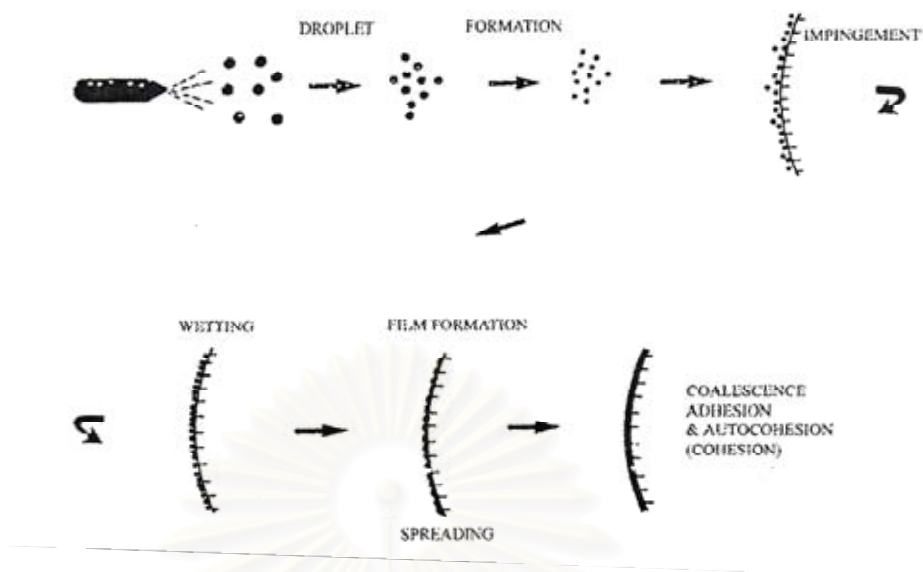 DROPLET FORMATION
IMPINGEMENT
WETTING
FILM FORMATION
SPREADING
COALESCENCE
ADHESION
& AUTOCOHESION
(COHESION)